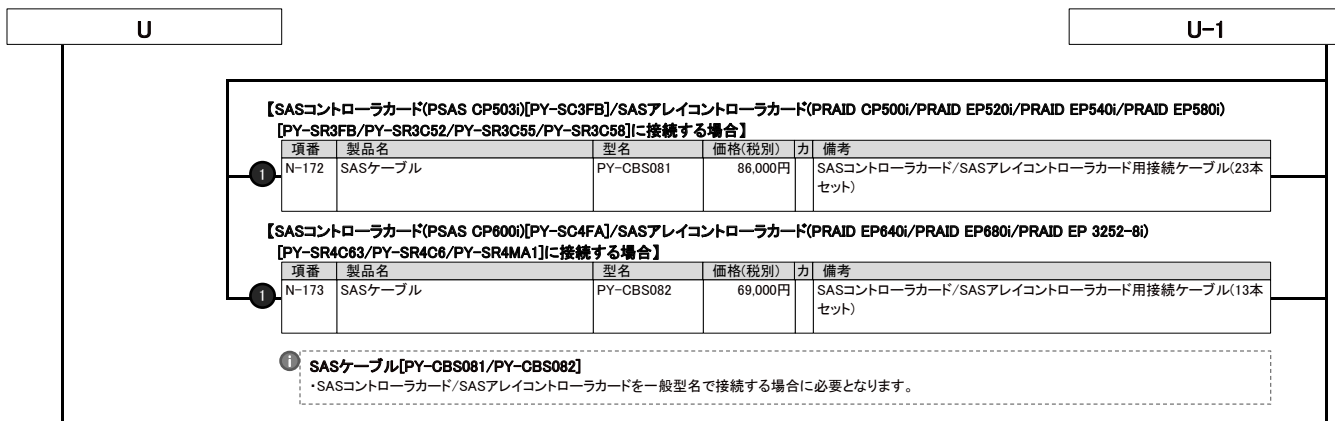 U
U-1
【SASコントローラカード(PSAS CP503i)[PY-SC3FB]/SASアレイコントローラカード(PRAID CP500i/PRAID EP520i/PRAID EP540i/PRAID EP580i)
[PY-SR3FB/PY-SR3C52/PY-SR3C55/PY-SR3C58]に接続する場合】
項番 製品名 型名 価格(税別) カ 備考
1 N-172 SASケーブル PY-CBS081 86,000円 SASコントローラカード/SASアレイコントローラカード用接続ケーブル(23本
セット)
【SASコントローラカード(PSAS CP600i)[PY-SC4FA]/SASアレイコントローラカード(PRAID EP640i/PRAID EP680i/PRAID EP 3252-8i)
[PY-SR4C63/PY-SR4C6/PY-SR4MA1]に接続する場合】
項番 製品名 型名 価格(税別) カ 備考
1 N-173 SASケーブル PY-CBS082 69,000円 SASコントローラカード/SASアレイコントローラカード用接続ケーブル(13本
セット)
i SASケーブル[PY-CBS081/PY-CBS082]
・SASコントローラカード/SASアレイコントローラカードを一般型名で接続する場合に必要となります。